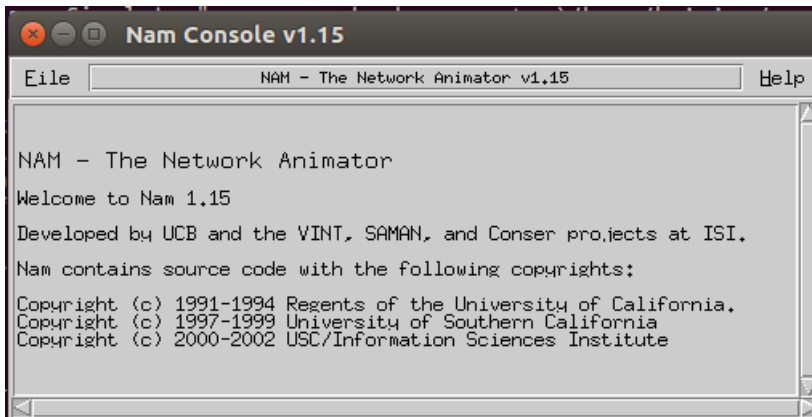 Nam Console v1.15
File NAM - The Network Animator v1.15 Help
NAM - The Network Animator
Welcome to Nam 1.15
Developed by UCB and the VINT, SAMAN, and Conser projects at ISI.
Nam contains source code with the following copyrights:
Copyright (c) 1991-1994 Regents of the University of California.
Copyright (c) 1997-1999 University of Southern California
Copyright (c) 2000-2002 USC/Information Sciences Institute